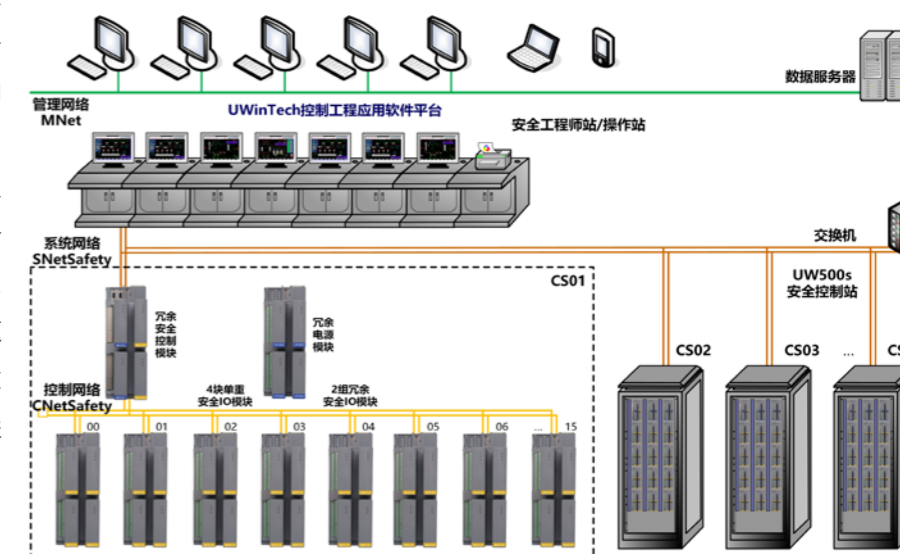 数据服务器
管理网络
MNet
UWinTech控制工程应用软件平台
安全工程师站/操作站
交换机
系统网络
SNetSafety
CS01
UW500s
安全控制站
冗余
安全
控制
模块
冗余
电源
模块
CS02
CS03
...
控制网络
CNetSafety
4块单重
安全IO模块
2组冗余
安全IO模块
00
01
02
03
04
05
06
... 15